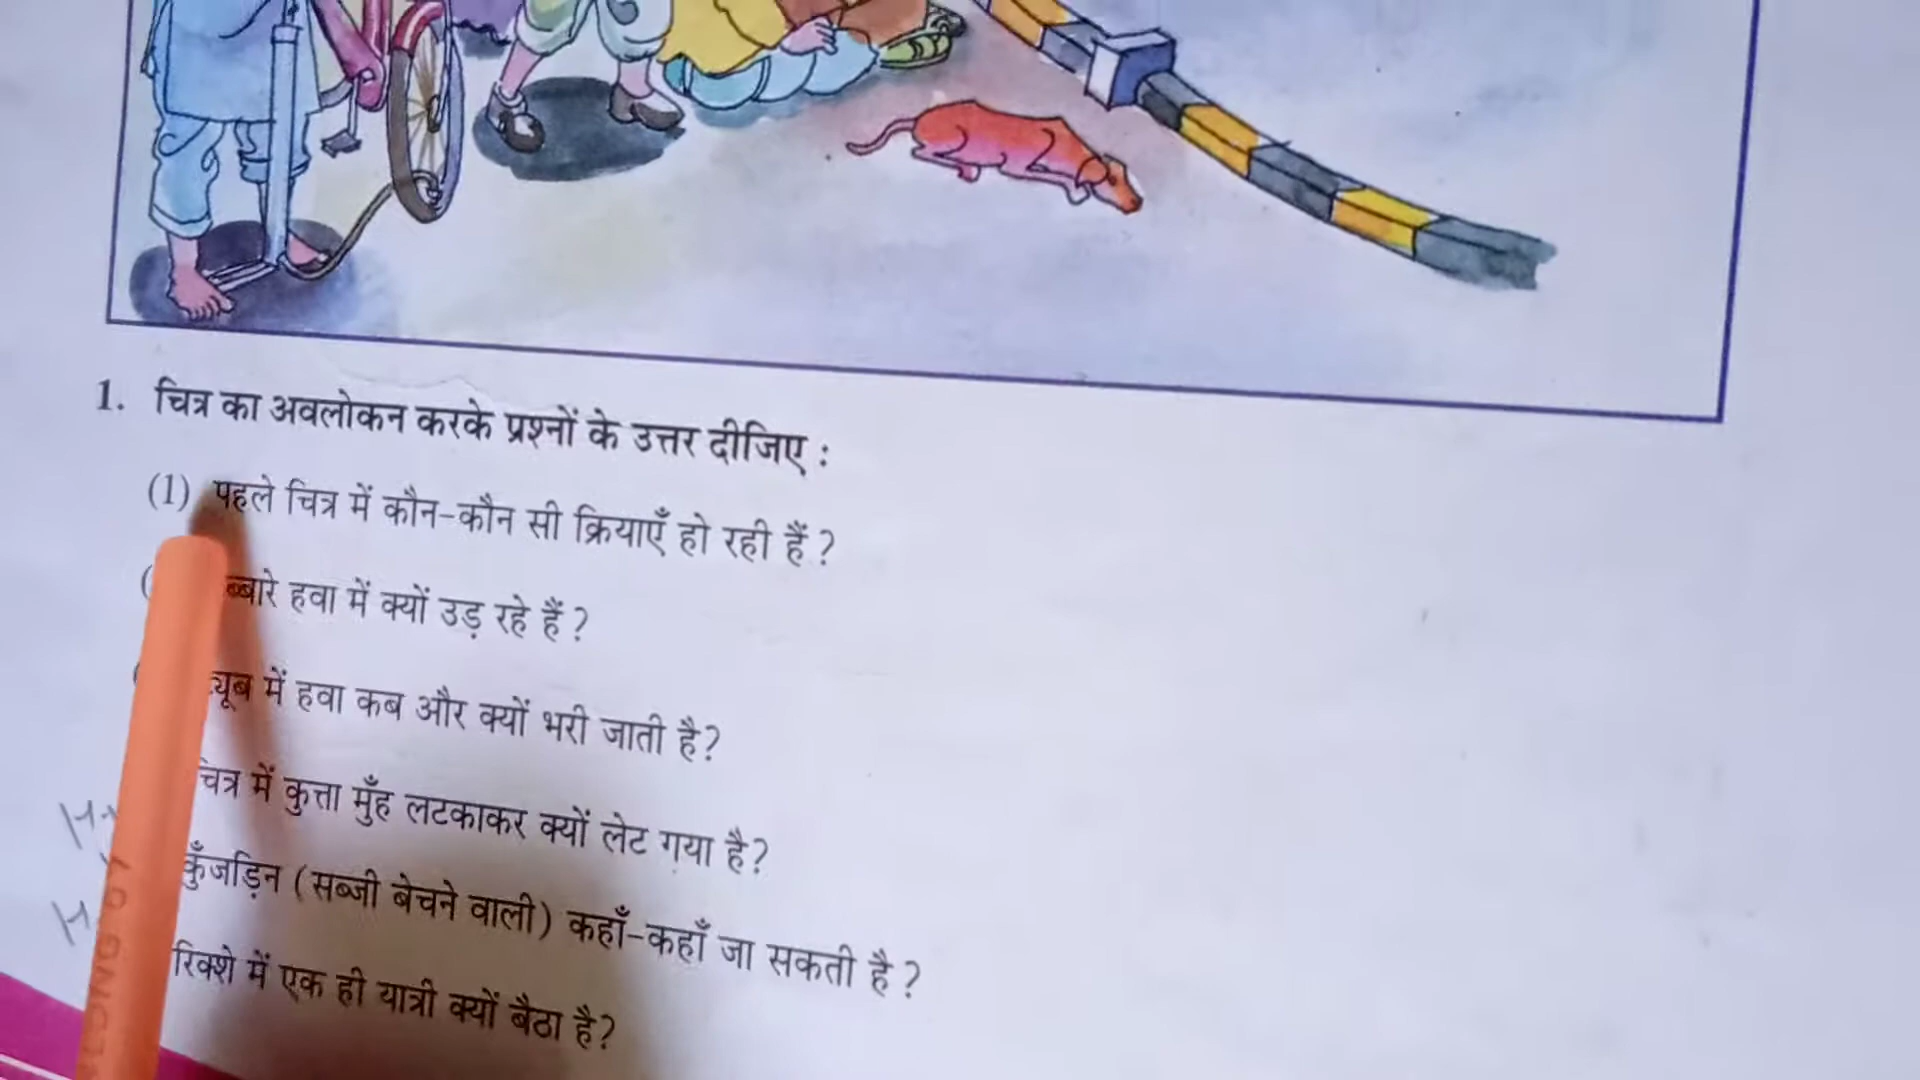 1. चित्र का अवलोकन करके प्रश्नों के उत्तर दीजिए :
(1) पहले चित्र में कौन-कौन सी क्रियाएँ हो रही हैं ?
हवा में क्यों उड़ रहे हैं ?
में हवा कब और क्यों भरी जाती है?
में कुत्ता मुँह लटकाकर क्यों लेट गया है?
कुँजड़िन (सब्जी बेचने वाली) कहाँ-कहाँ जा सकती है ?
रिक्शे में एक ही यात्री क्यों बैठा है?